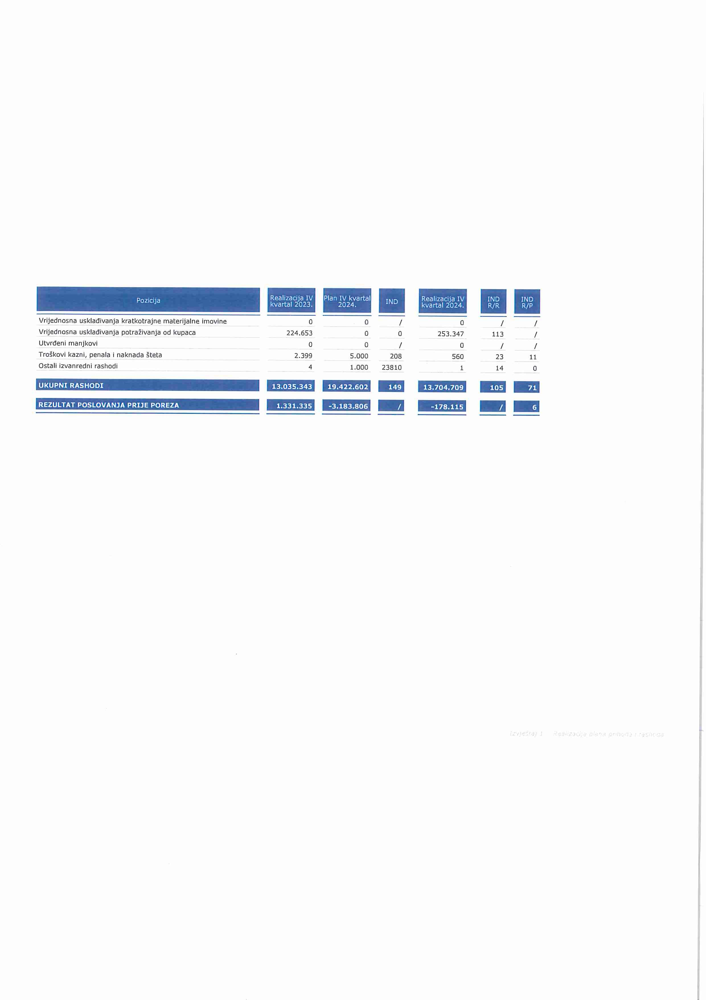 Pozicija Realizacija IV kvartal 2023. Plan IV kvartal 2024. IND Realizacija IV kvartal 2024. IND R/R IND R/P
Vrijednosna usklađivanja kratkotrajne materijalne imovine 0 0 / 0 / /
Vrijednosna usklađivanja potraživanja od kupaca 224.653 0 0 253.347 113 /
Utvrđeni manjkovi 0 0 / 0 / /
Troškovi kazni, penala i naknada šteta 2.399 5.000 208 560 23 11
Ostali izvanredni rashodi 4 1.000 23810 1 14 0
UKUPNI RASHODI 13.035.343 19.422.602 149 13.704.709 105 71
REZULTAT POSLOVANJA PRIJE POREZA 1.331.335 -3.183.806 / -178.115 / 6
Izvještaj 1 Realizacija plana prihoda i rashoda